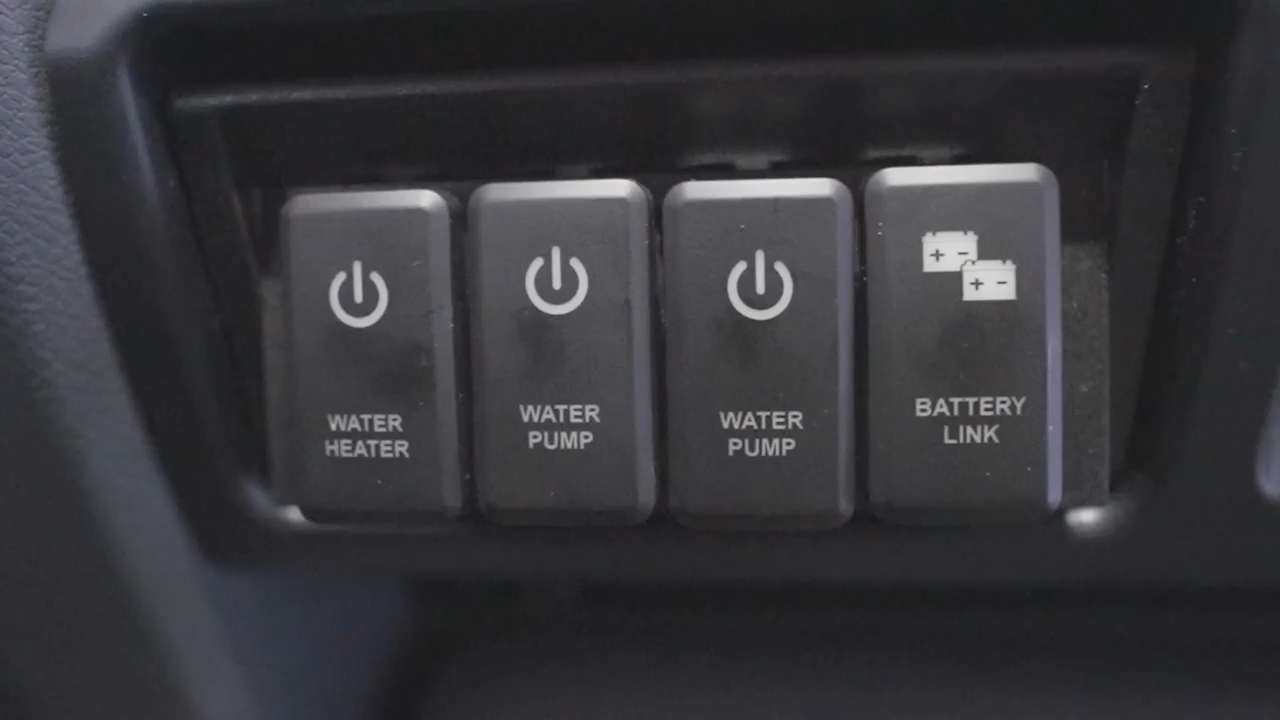 WATER
HEATER
WATER
PUMP
WATER
PUMP
BATTERY
LINK